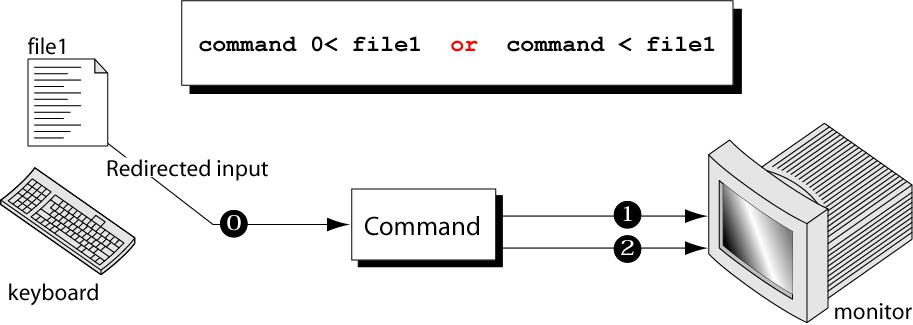 command 0< file1 or command < file1
file1
Redirected input
0
1
Command
2
keyboard
monitor